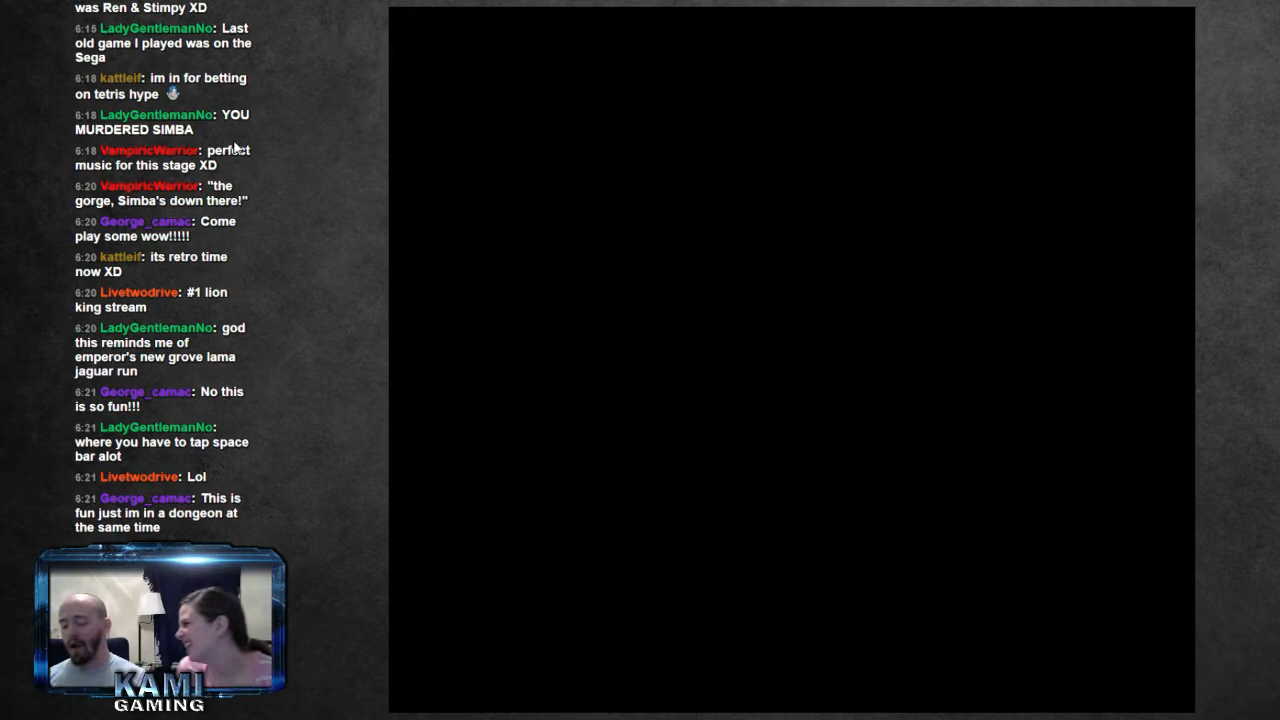 was Ren & Stimpy XD
6:15 LadyGentlemanNo: Last
old game I played was on the
Sega
6:18 kattleif: im in for betting
on tetris hype
6:18 LadyGentlemanNo: YOU
MURDERED SIMBA
6:18 VampiricWarrior: perfect
music for this stage XD
6:20 VampiricWarrior: "the
gorge, Simba's down there!"
6:20 George_camac: Come
play some wow!!!!!
6:20 kattleif: its retro time
now XD
6:20 Livetwodrive: #1 lion
king stream
6:20 LadyGentlemanNo: god
this reminds me of
emperor's new grove lama
jaguar run
6:21 George_camac: No this
is so fun!!!
6:21 LadyGentlemanNo:
where you have to tap space
bar alot
6:21 Livetwodrive: Lol
6:21 George_camac: This is
fun just im in a dongeon at
the same time
KAMI
GAMING